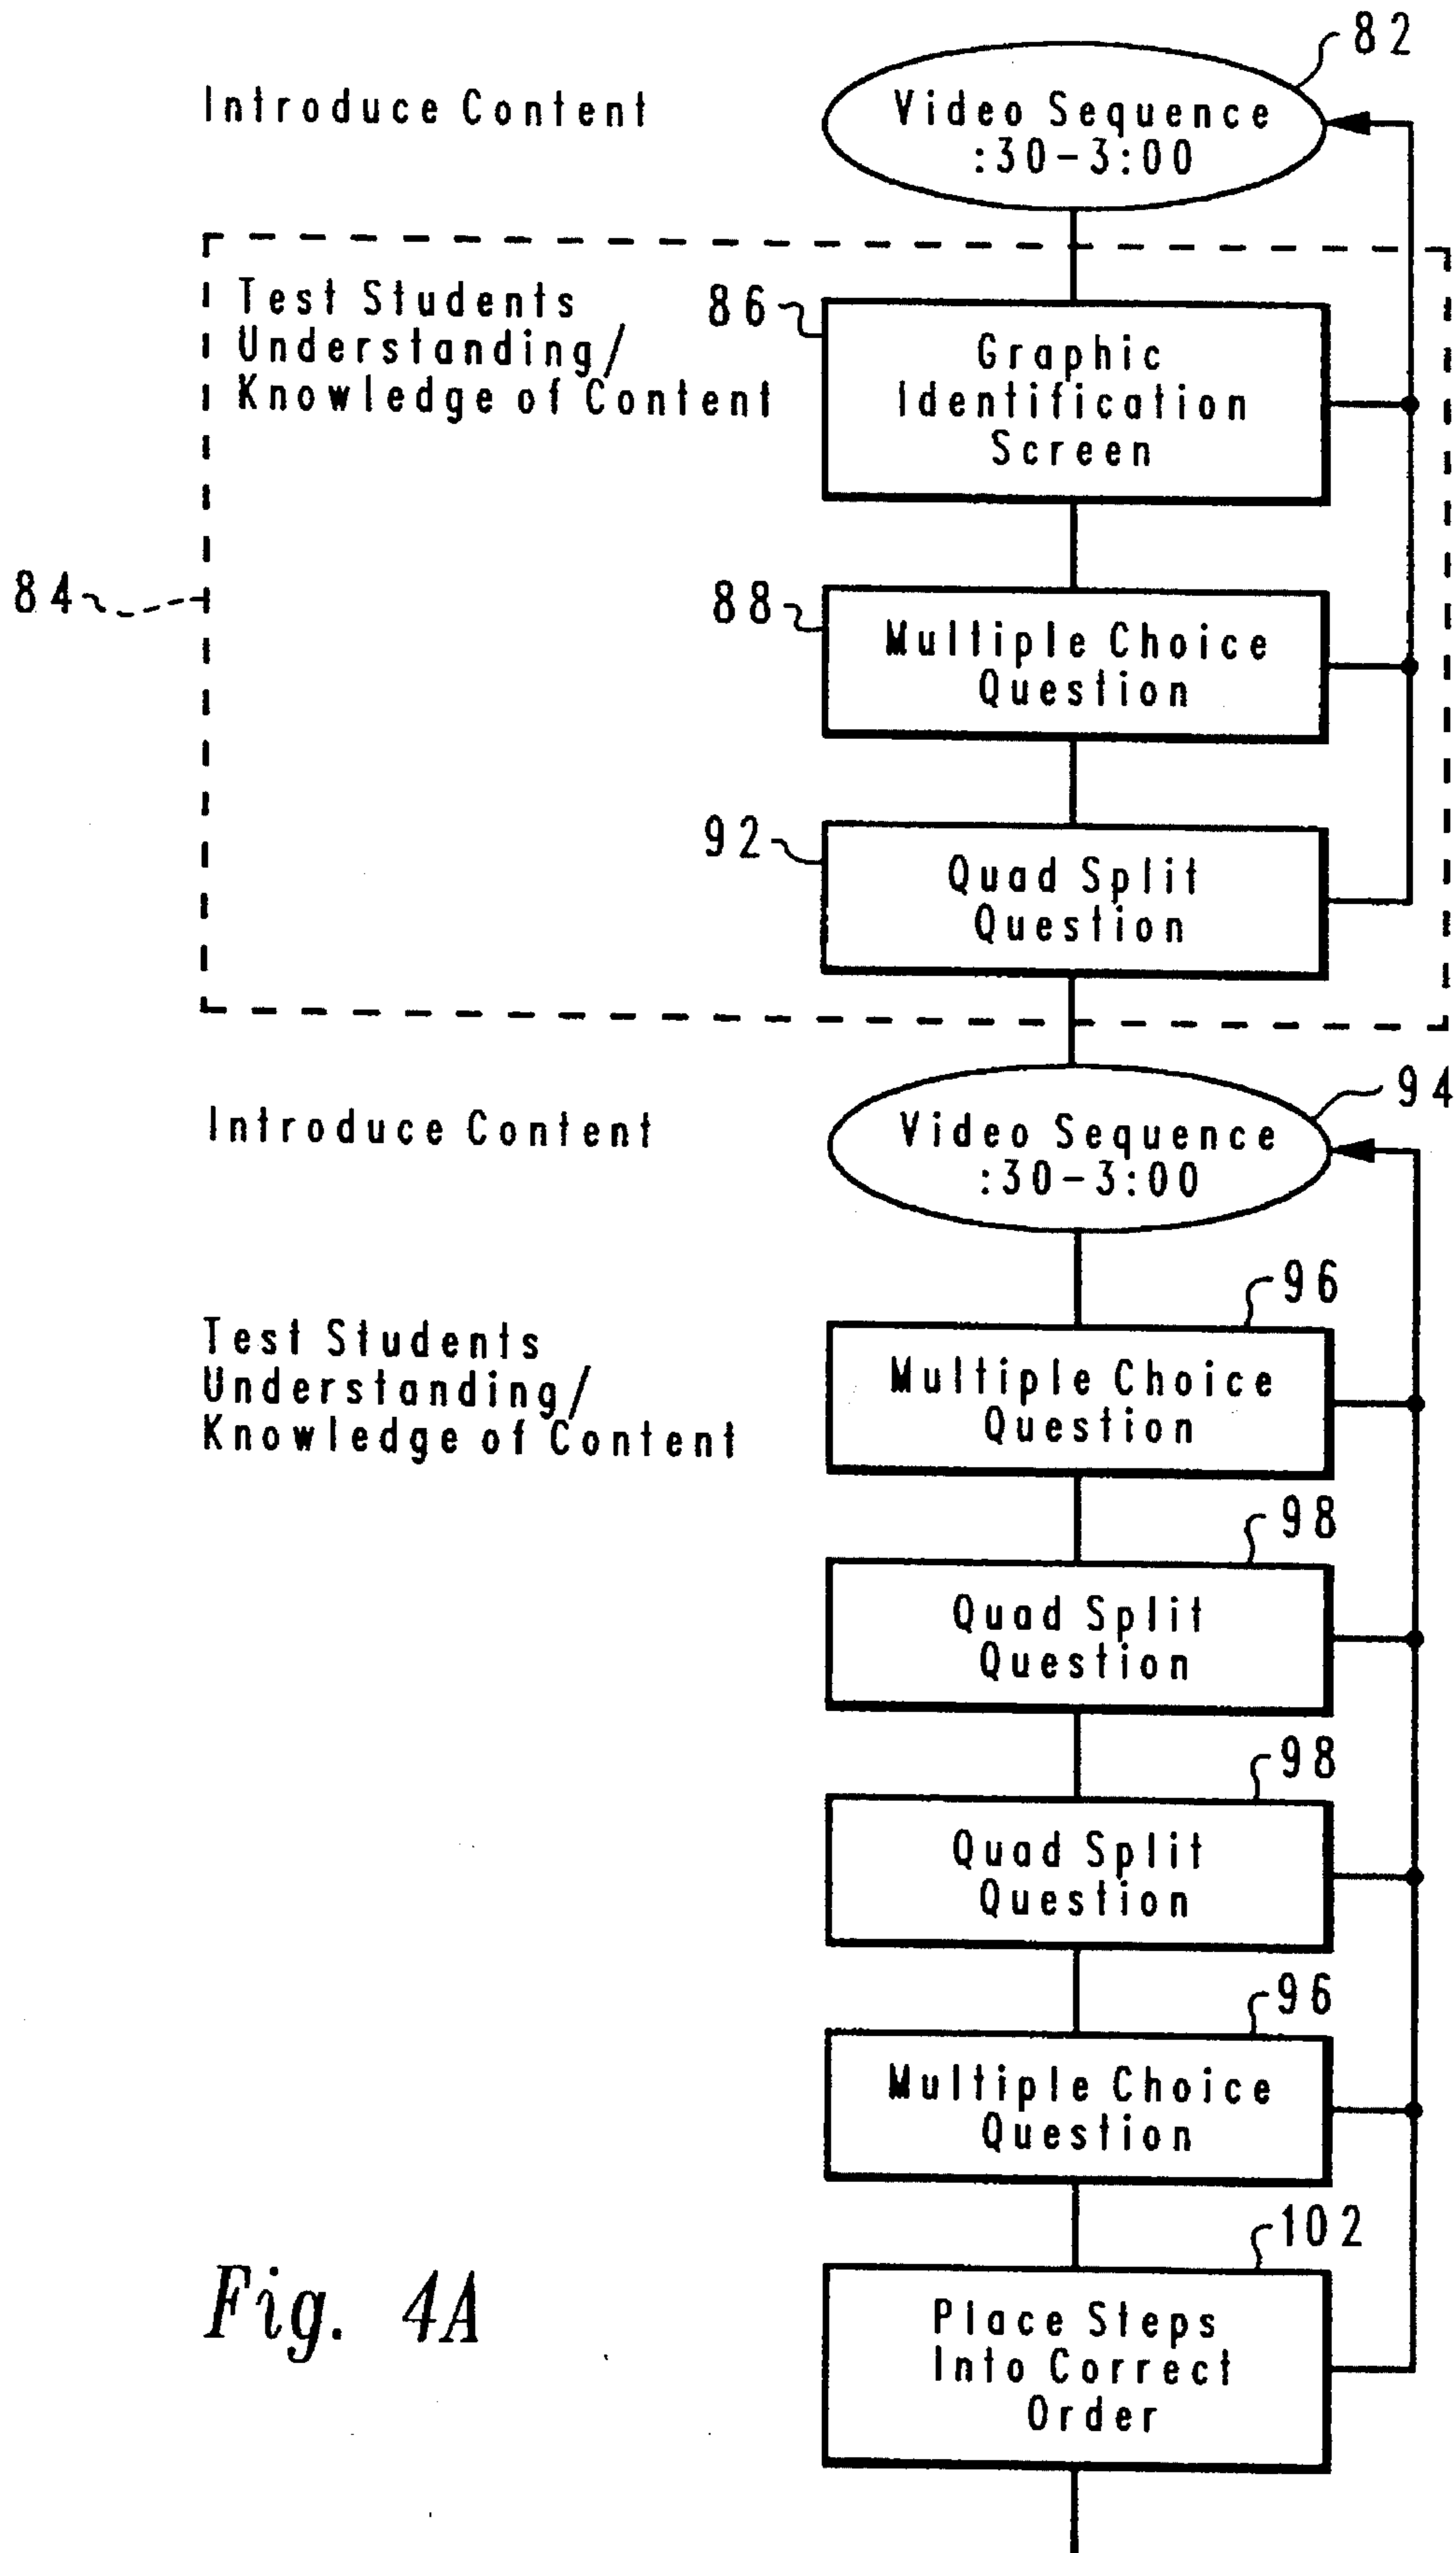 82
Introduce Content
Video Sequence
:30-3:00
84
Test Students
Understanding/
Knowledge of Content
86
Graphic
Identification
Screen
88
Multiple Choice
Question
92
Quad Split
Question
94
Introduce Content
Video Sequence
:30-3:00
Test Students
Understanding/
Knowledge of Content
96
Multiple Choice
Question
98
Quad Split
Question
98
Quad Split
Question
96
Multiple Choice
Question
102
Place Steps
Into Correct
Order
Fig. 4A